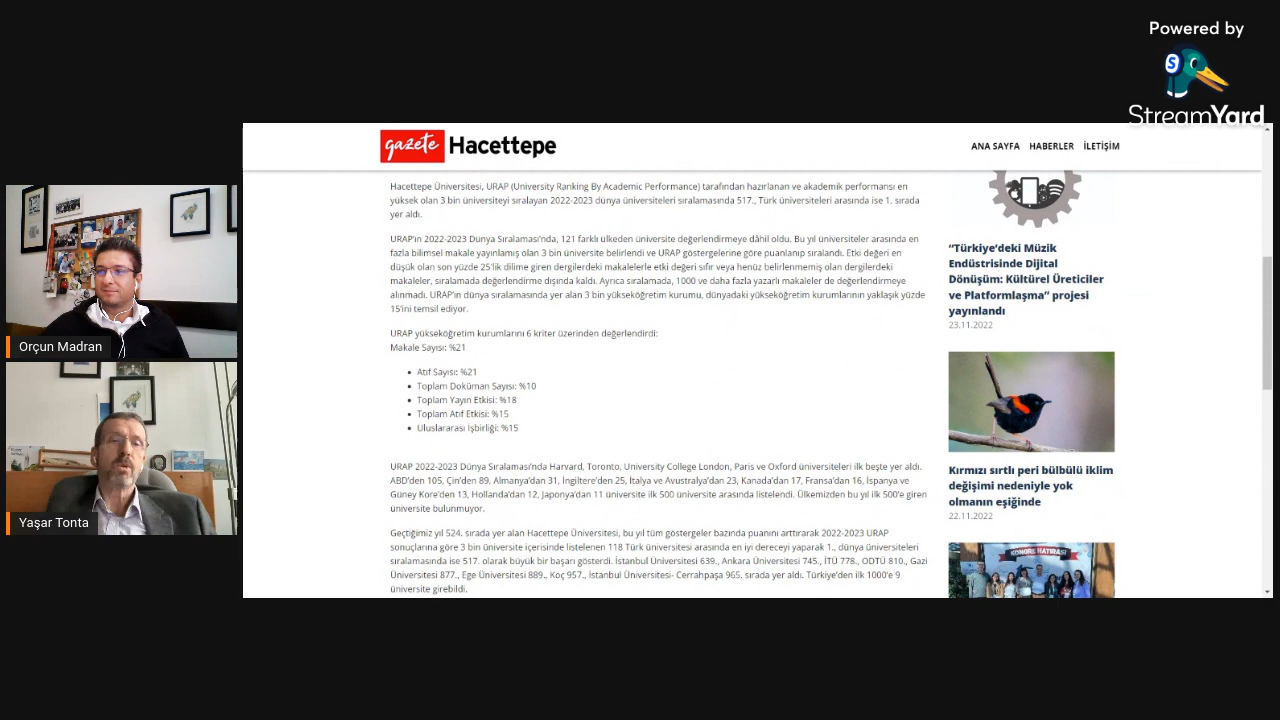 Powered by
S
StreamYard
gazete Hacettepe
ANA SAYFA HABERLER İLETİŞİM
Hacettepe Üniversitesi, URAP (University Ranking By Academic Performance) tarafından hazırlanan ve akademik performansı en
yüksek olan 3 bin üniversiteyi sıralayan 2022-2023 dünya üniversiteleri sıralamasında 517., Türk üniversiteleri arasında ise 1. sırada
yer aldı.
URAP'ın 2022-2023 Dünya Sıralaması'nda, 121 farklı ülkeden üniversite değerlendirmeye dâhil oldu. Bu yıl üniversiteler arasında en
fazla bilimsel makale yayınlamış olan 3 bin üniversite belirlendi ve URAP göstergelerine göre puanlanıp sıralandı. Etki değeri en
düşük olan son yüzde 25'lik dilime giren dergilerdeki makalelerle etki değeri sıfır veya henüz belirlenmemiş olan dergilerdeki
makaleler, sıralamada değerlendirme dışında kaldı. Ayrıca sıralamada, 1000 ve daha fazla yazarlı makaleler de değerlendirmeye
alınmadı. URAP'ın dünya sıralamasında yer alan 3 bin yükseköğretim kurumu, dünyadaki yükseköğretim kurumlarının yaklaşık yüzde
15'ini temsil ediyor.
URAP yükseköğretim kurumlarını 6 kriter üzerinden değerlendirdi:
Makale Sayısı: %21
• Atıf Sayısı: %21
• Toplam Doküman Sayısı: %10
• Toplam Yayın Etkisi: %18
• Toplam Atıf Etkisi: %15
• Uluslararası İşbirliği: %15
URAP 2022-2023 Dünya Sıralaması'nda Harvard, Toronto, University College London, Paris ve Oxford üniversiteleri ilk beşte yer aldı.
ABD'den 105, Çin'den 89, Almanya'dan 31, İngiltere'den 25, İtalya ve Avustralya'dan 23, Kanada'dan 17, Fransa'dan 16, İspanya ve
Güney Kore'den 13, Hollanda'dan 12, Japonya'dan 11 üniversite ilk 500 üniversite arasında listelendi. Ülkemizden bu yıl ilk 500'e giren
üniversite bulunmuyor.
Geçtiğimiz yıl 524. sırada yer alan Hacettepe Üniversitesi, bu yıl tüm göstergeler bazında puanını arttırarak 2022-2023 URAP
sonuçlarına göre 3 bin üniversite içerisinde listelenen 118 Türk üniversitesi arasında en iyi dereceyi yaparak 1., dünya üniversiteleri
sıralamasında ise 517. olarak büyük bir başarı gösterdi. İstanbul Üniversitesi 639., Ankara Üniversitesi 745., İTÜ 778., ODTÜ 810., Gazi
Üniversitesi 877., Ege Üniversitesi 889., Koç 957., İstanbul Üniversitesi- Cerrahpaşa 965. sırada yer aldı. Türkiye'den ilk 1000'e 9
üniversite girebildi.
"Türkiye'deki Müzik
Endüstrisinde Dijital
Dönüşüm: Kültürel Üreticiler
ve Platformlaşma" projesi
yayınlandı
23.11.2022
Kırmızı sırtlı peri bülbülü iklim
değişimi nedeniyle yok
olmanın eşiğinde
22.11.2022
KONGRE HATIRASI
Orçun Madran
Yaşar Tonta